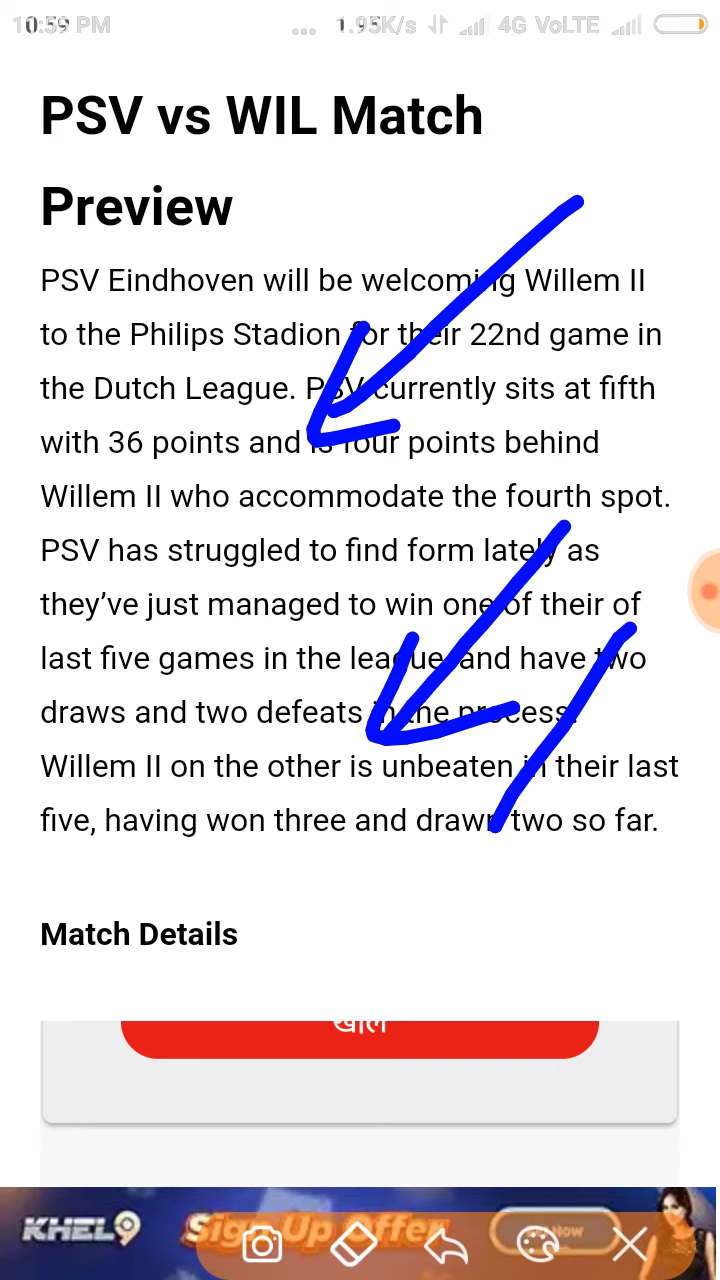 10:59 PM ... 1.95K/s 4G VoLTE
PSV vs WIL Match
Preview
PSV Eindhoven will be welcoming Willem II
to the Philips Stadion for their 22nd game in
the Dutch League. PSV currently sits at fifth
with 36 points and is four points behind
Willem II who accommodate the fourth spot.
PSV has struggled to find form lately as
they’ve just managed to win one of their of
last five games in the league and have two
draws and two defeats in the process.
Willem II on the other is unbeaten in their last
five, having won three and drawn two so far.
Match Details
खोलें
KHEL9 Sign Up Offer Now